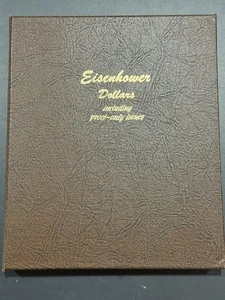 Eisenhower
Dollars
including
proof-only issues